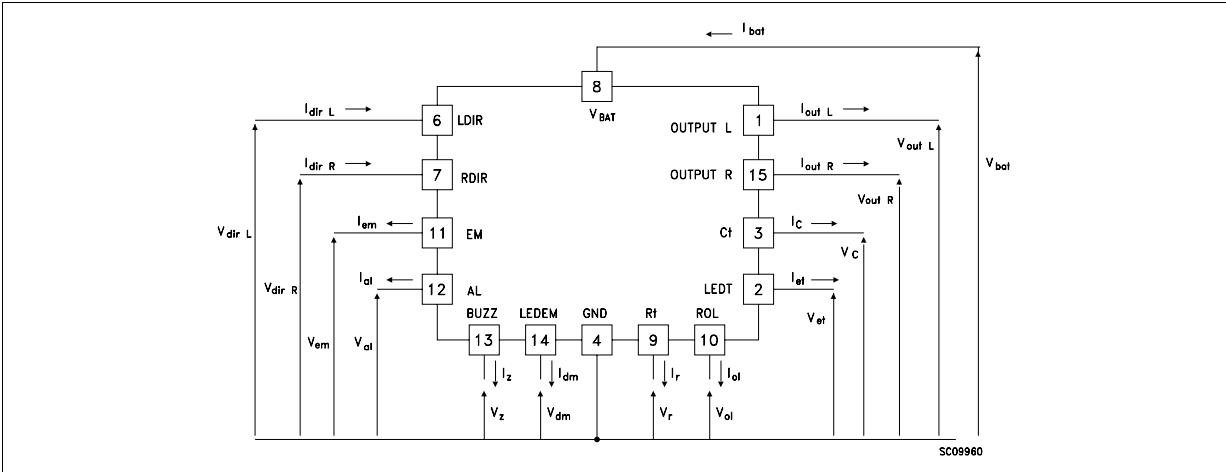 I bat
8
V BAT
I dir L
6
LDIR
OUTPUT L
1
I out L
V out L
V bat
I dir R
7
RDIR
OUTPUT R
15
I out R
V out R
V dir L
I em
11
EM
Ct
3
I C
V C
V dir R
I al
12
AL
LEDT
2
I et
V et
V em
V al
BUZZ
LEDEM
GND
Rt
ROL
13
14
4
9
10
I z
I dm
I r
I ol
V z
V dm
V r
V ol
SC09960